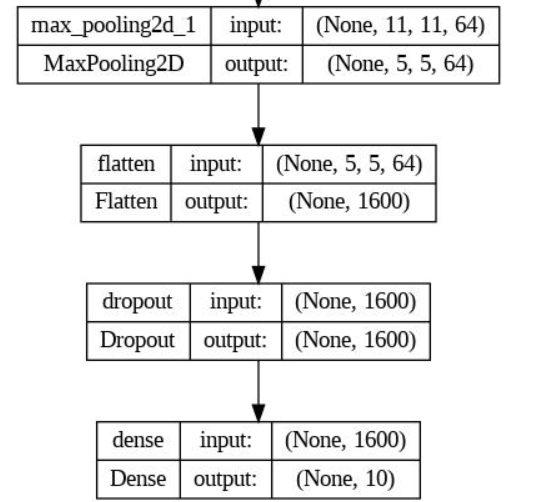 max_pooling2d_1 input: (None, 11, 11, 64)
MaxPooling2D output: (None, 5, 5, 64)
flatten input: (None, 5, 5, 64)
Flatten output: (None, 1600)
dropout input: (None, 1600)
Dropout output: (None, 1600)
dense input: (None, 1600)
Dense output: (None, 10)